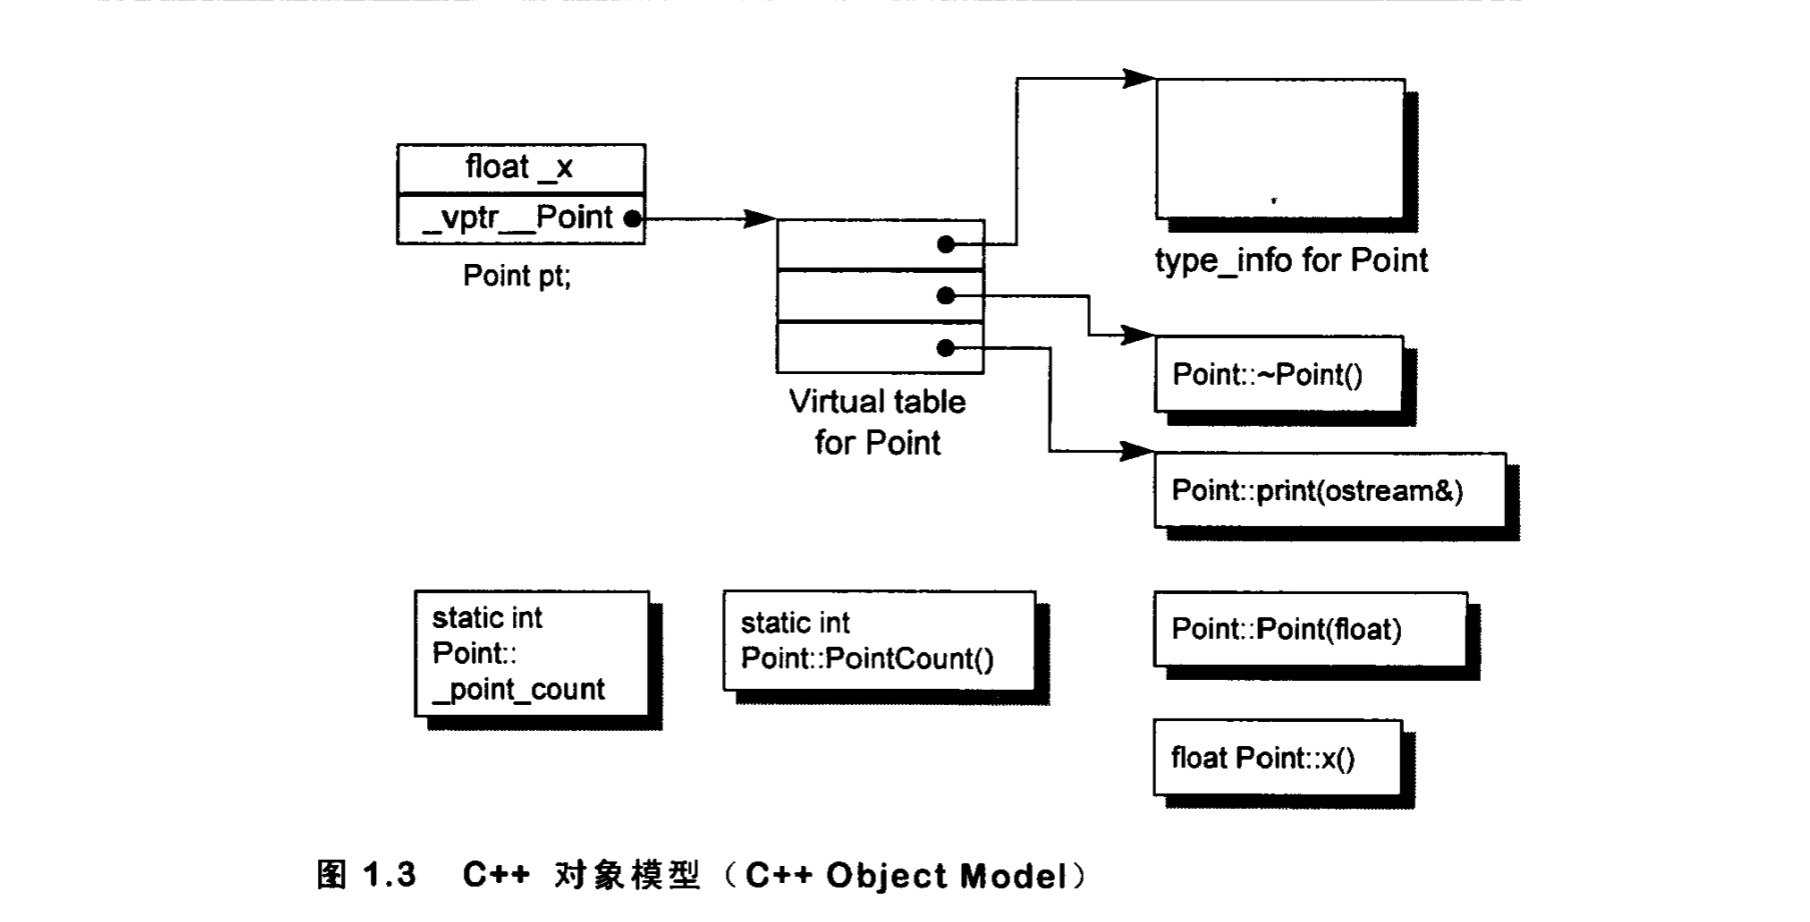 float _x
_vptr__Point
Point pt;
Virtual table
for Point
type_info for Point
Point::~Point()
Point::print(ostream&)
static int
Point::
_point_count
static int
Point::PointCount()
Point::Point(float)
float Point::x()
图 1.3 C++ 对象模型（C++ Object Model）